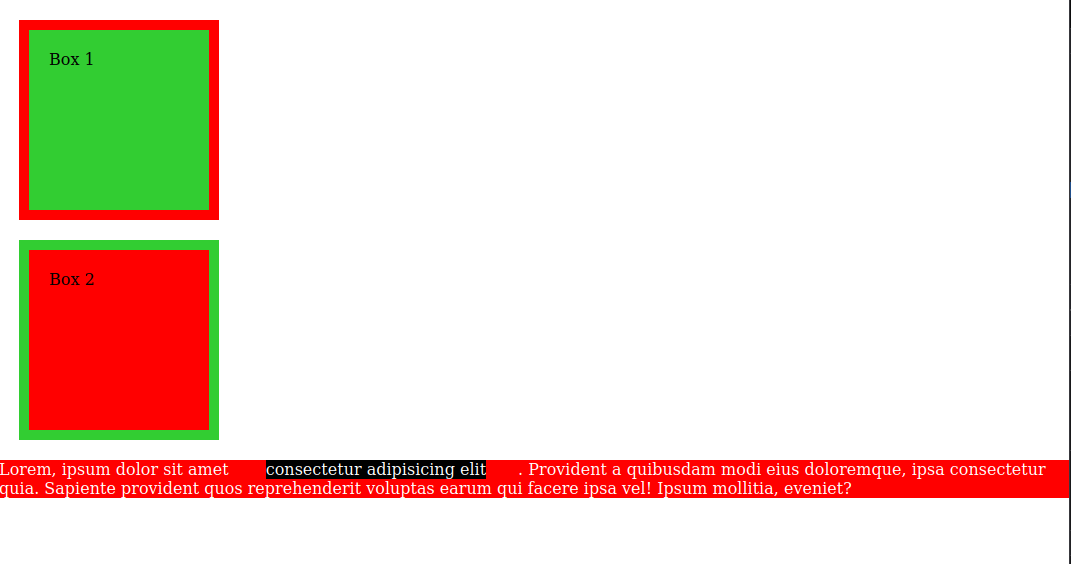 Box 1
Box 2
Lorem, ipsum dolor sit amet consectetur adipisicing elit . Provident a quibusdam modi eius doloremque, ipsa consectetur
quia. Sapiente provident quos reprehenderit voluptas earum qui facere ipsa vel! Ipsum mollitia, eveniet?